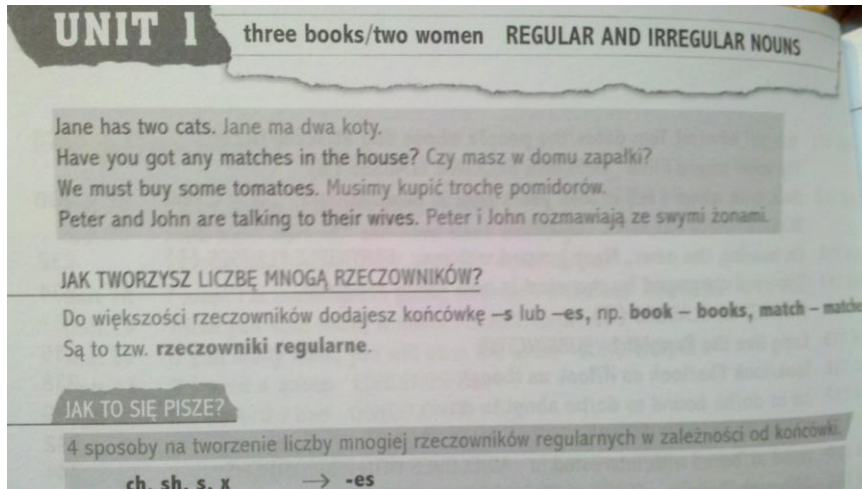 UNIT 1 three books/two women REGULAR AND IRREGULAR NOUNS
Jane has two cats. Jane ma dwa koty.
Have you got any matches in the house? Czy masz w domu zapałki?
We must buy some tomatoes. Musimy kupić trochę pomidorów.
Peter and John are talking to their wives. Peter i John rozmawiają ze swymi żonami.
JAK TWORZYSZ LICZBĘ MNOGĄ RZECZOWNIKÓW?
Do większości rzeczowników dodajesz końcówkę –s lub –es, np. book – books, match –
Są to tzw. rzeczowniki regularne.
JAK TO SIĘ PISZE?
4 sposoby na tworzenie liczby mnogiej rzeczowników regularnych w zależności od końcówki.
ch, sh, s, x → -es